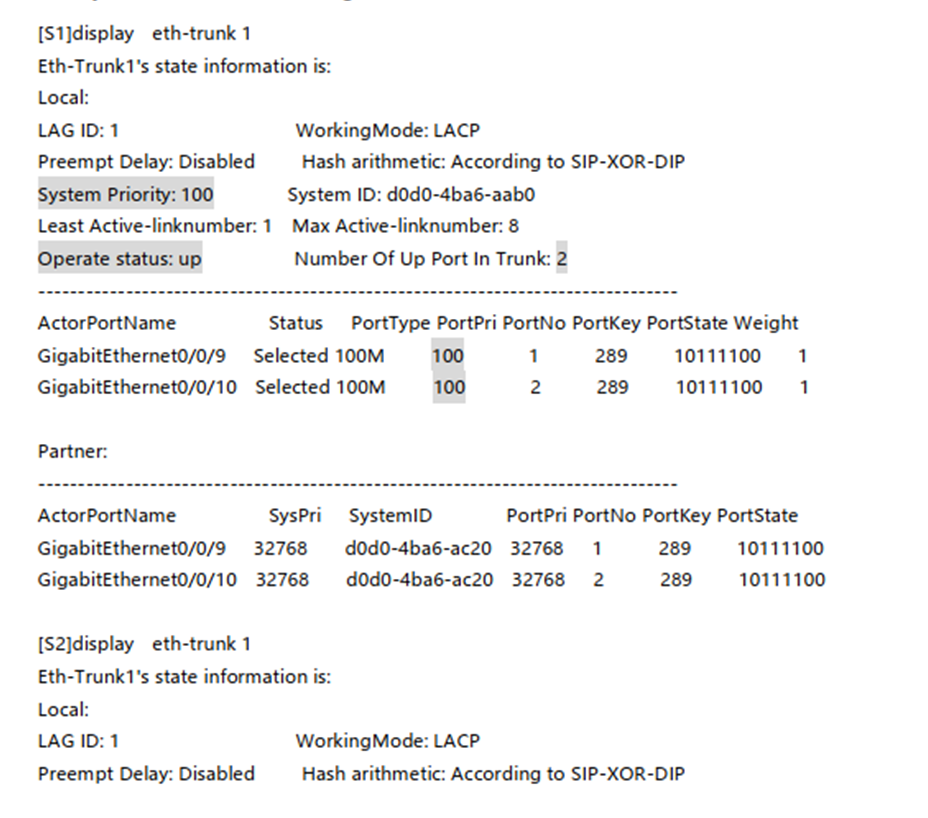 [S1]display eth-trunk 1
Eth-Trunk1's state information is:
Local:
LAG ID: 1 WorkingMode: LACP
Preempt Delay: Disabled Hash arithmetic: According to SIP-XOR-DIP
System Priority: 100 System ID: d0d0-4ba6-aab0
Least Active-linknumber: 1 Max Active-linknumber: 8
Operate status: up Number Of Up Port In Trunk: 2
--------------------------------------------------------------------------------
ActorPortName Status PortType PortPri PortNo PortKey PortState Weight
GigabitEthernet0/0/9 Selected 100M 100 1 289 10111100 1
GigabitEthernet0/0/10 Selected 100M 100 2 289 10111100 1
Partner:
--------------------------------------------------------------------------------
ActorPortName SysPri SystemID PortPri PortNo PortKey PortState
GigabitEthernet0/0/9 32768 d0d0-4ba6-ac20 32768 1 289 10111100
GigabitEthernet0/0/10 32768 d0d0-4ba6-ac20 32768 2 289 10111100
[S2]display eth-trunk 1
Eth-Trunk1's state information is:
Local:
LAG ID: 1 WorkingMode: LACP
Preempt Delay: Disabled Hash arithmetic: According to SIP-XOR-DIP